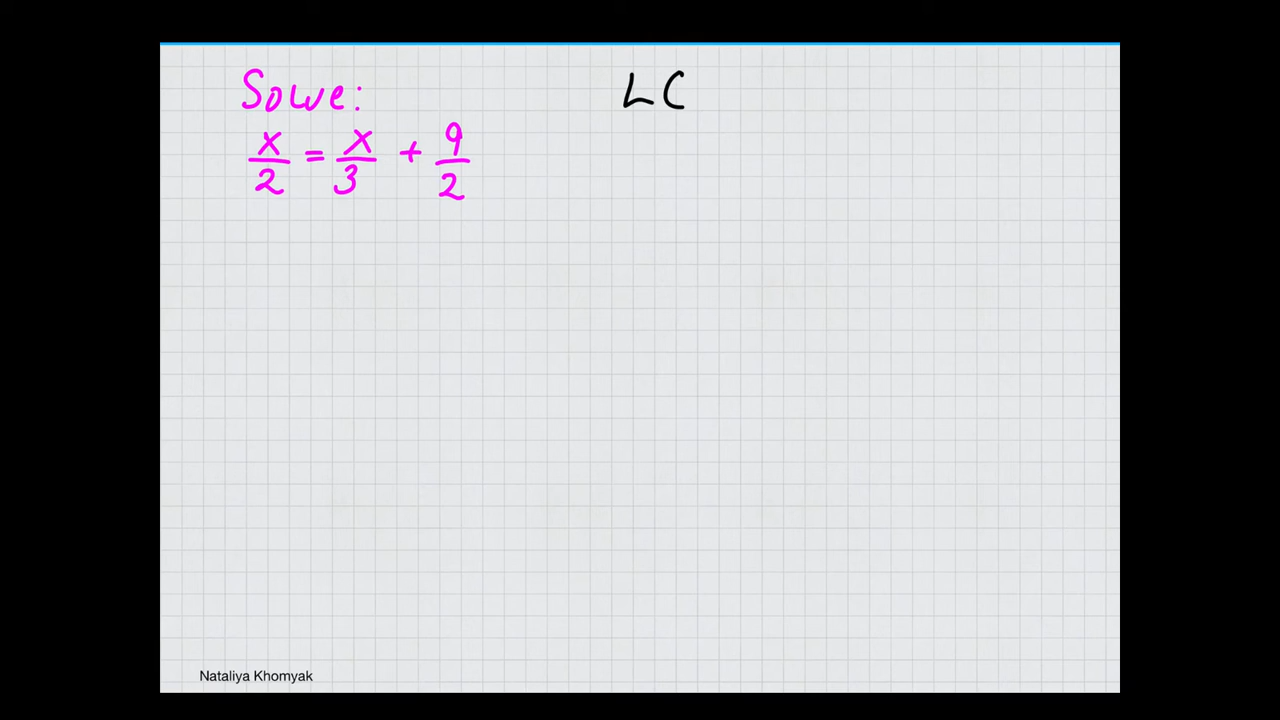 Solve:
LC
x/2 = x/3 + 9/2
Nataliya Khomyak